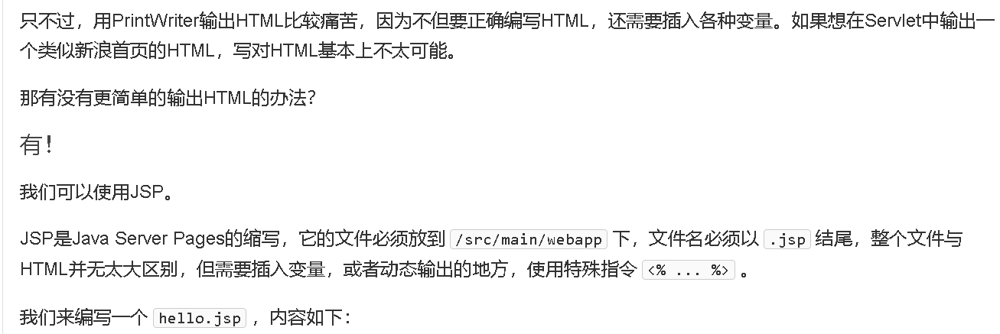 只不过，用PrintWriter输出HTML比较痛苦，因为不但要正确编写HTML，还需要插入各种变量。如果想在Servlet中输出一
个类似新浪首页的HTML，写对HTML基本上不太可能。
那有没有更简单的输出HTML的办法？
有！
我们可以使用JSP。
JSP是Java Server Pages的缩写，它的文件必须放到 /src/main/webapp 下，文件名必须以 .jsp 结尾，整个文件与
HTML并无太大区别，但需要插入变量，或者动态输出的地方，使用特殊指令 <% ... %> 。
我们来编写一个 hello.jsp ，内容如下：